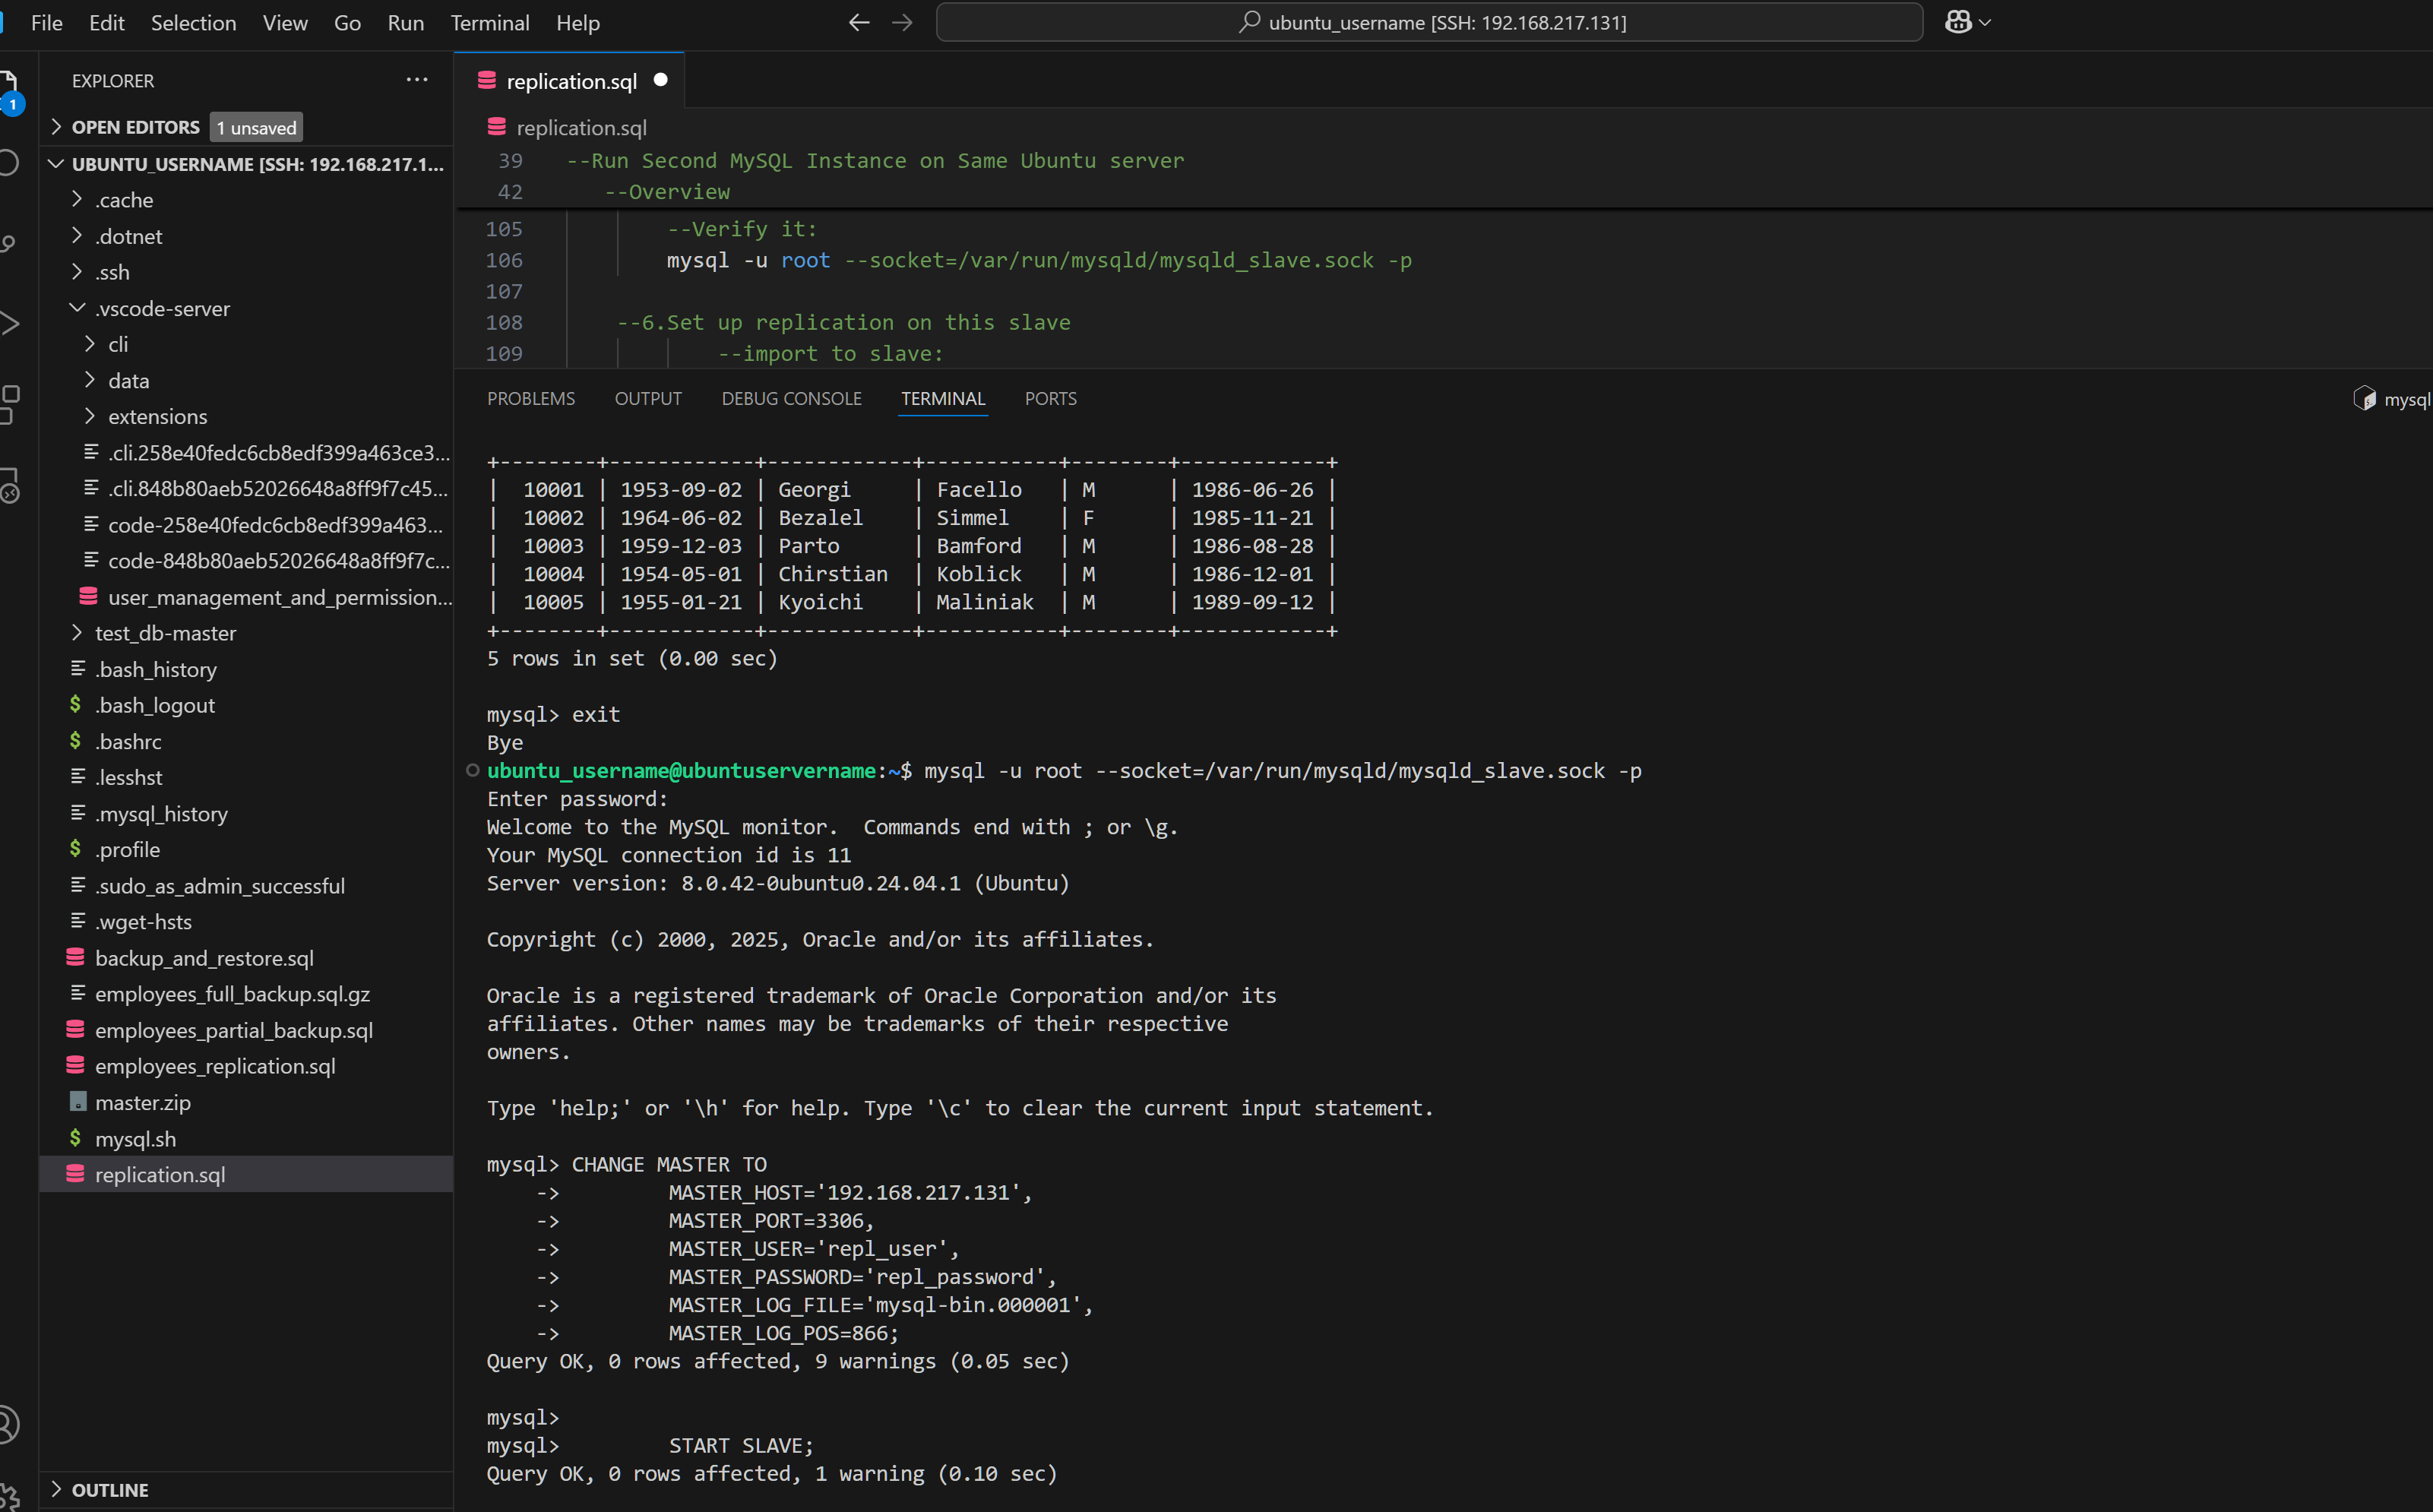 File Edit Selection View Go Run Terminal Help
ubuntu_username [SSH: 192.168.217.131]
1
EXPLORER
OPEN EDITORS 1 unsaved
UBUNTU_USERNAME [SSH: 192.168.217.1...
.cache
.dotnet
.ssh
.vscode-server
cli
data
extensions
.cli.258e40fedc6cb8edf399a463ce3...
.cli.848b80aeb52026648a8ff9f7c45...
code-258e40fedc6cb8edf399a463...
code-848b80aeb52026648a8ff9f7c...
user_management_and_permission...
test_db-master
.bash_history
.bash_logout
.bashrc
.lesshst
.mysql_history
.profile
.sudo_as_admin_successful
.wget-hsts
backup_and_restore.sql
employees_full_backup.sql.gz
employees_partial_backup.sql
employees_replication.sql
master.zip
mysql.sh
replication.sql
OUTLINE
replication.sql
replication.sql
39 --Run Second MySQL Instance on Same Ubuntu server
42 --Overview
105 --Verify it:
106 mysql -u root --socket=/var/run/mysqld/mysqld_slave.sock -p
107
108 --6.Set up replication on this slave
109 --import to slave:
PROBLEMS OUTPUT DEBUG CONSOLE TERMINAL PORTS
mysql
+--------+------------+------------+-----------+--------+------------+
| 10001 | 1953-09-02 | Georgi | Facello | M | 1986-06-26 |
| 10002 | 1964-06-02 | Bezalel | Simmel | F | 1985-11-21 |
| 10003 | 1959-12-03 | Parto | Bamford | M | 1986-08-28 |
| 10004 | 1954-05-01 | Chirstian | Koblick | M | 1986-12-01 |
| 10005 | 1955-01-21 | Kyoichi | Maliniak | M | 1989-09-12 |
+--------+------------+------------+-----------+--------+------------+
5 rows in set (0.00 sec)
mysql> exit
Bye
ubuntu_username@ubuntuservername:~$ mysql -u root --socket=/var/run/mysqld/mysqld_slave.sock -p
Enter password:
Welcome to the MySQL monitor.  Commands end with ; or \g.
Your MySQL connection id is 11
Server version: 8.0.42-0ubuntu0.24.04.1 (Ubuntu)
Copyright (c) 2000, 2025, Oracle and/or its affiliates.
Oracle is a registered trademark of Oracle Corporation and/or its
affiliates. Other names may be trademarks of their respective
owners.
Type 'help;' or '\h' for help. Type '\c' to clear the current input statement.
mysql> CHANGE MASTER TO
-> MASTER_HOST='192.168.217.131',
-> MASTER_PORT=3306,
-> MASTER_USER='repl_user',
-> MASTER_PASSWORD='repl_password',
-> MASTER_LOG_FILE='mysql-bin.000001',
-> MASTER_LOG_POS=866;
Query OK, 0 rows affected, 9 warnings (0.05 sec)
mysql>
mysql> START SLAVE;
Query OK, 0 rows affected, 1 warning (0.10 sec)